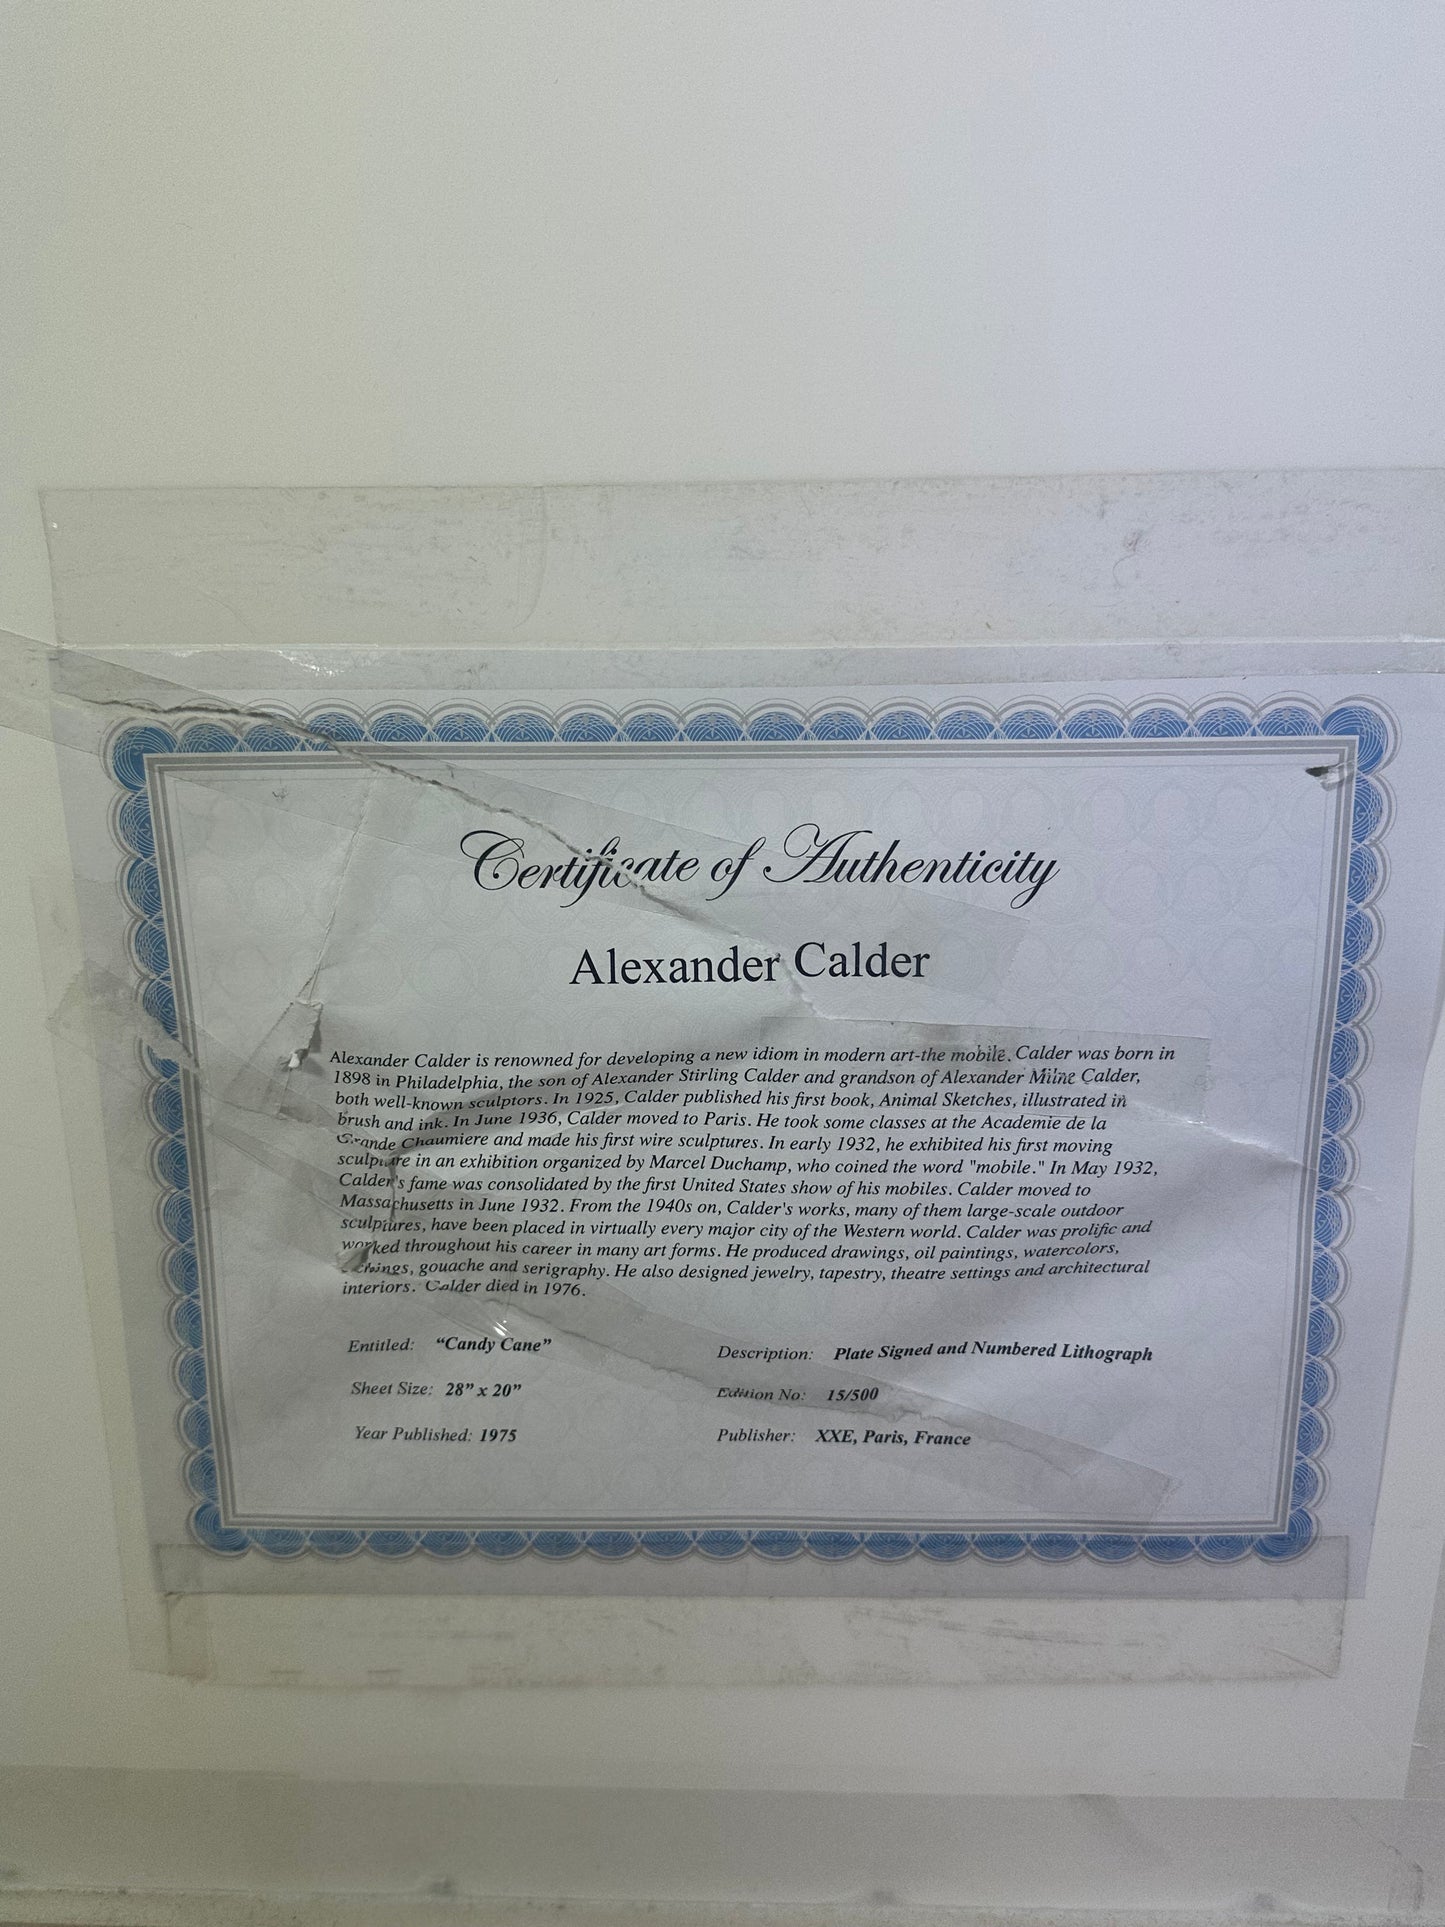 Certificate of Authenticity
Alexander Calder
Alexander Calder is renowned for developing a new idiom in modern art-the mobile. Calder was born in
1898 in Philadelphia, the son of Alexander Stirling Calder and grandson of Alexander Milne Calder,
both well-known sculptors. In 1925, Calder published his first book, Animal Sketches, illustrated in
brush and ink. In June 1936, Calder moved to Paris. He took some classes at the Academie de la
Grande Chaumiere and made his first wire sculptures. In early 1932, he exhibited his first moving
sculpture in an exhibition organized by Marcel Duchamp, who coined the word "mobile." In May 1932,
Calder's fame was consolidated by the first United States show of his mobiles. Calder moved to
Massachusetts in June 1932. From the 1940s on, Calder's works, many of them large-scale outdoor
sculptures, have been placed in virtually every major city of the Western world. Calder was prolific and
worked throughout his career in many art forms. He produced drawings, oil paintings, watercolors,
etchings, gouache and serigraphy. He also designed jewelry, tapestry, theatre settings and architectural
interiors. Calder died in 1976.
Entitled: “Candy Cane” Description: Plate Signed and Numbered Lithograph
Sheet Size: 28” x 20” Edition No: 15/500
Year Published: 1975 Publisher: XXE, Paris, France